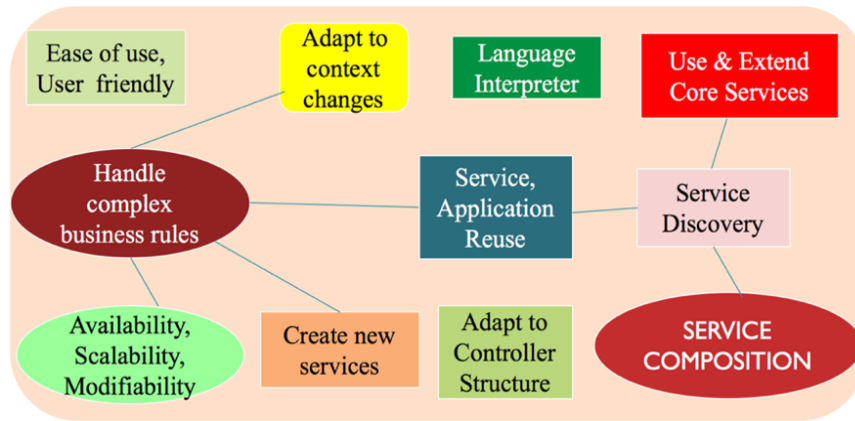 Ease of use,
User friendly
Adapt to
context
changes
Language
Interpreter
Use & Extend
Core Services
Handle
complex
business rules
Service,
Application
Reuse
Service
Discovery
Availability,
Scalability,
Modifiability
Create new
services
Adapt to
Controller
Structure
SERVICE
COMPOSITION